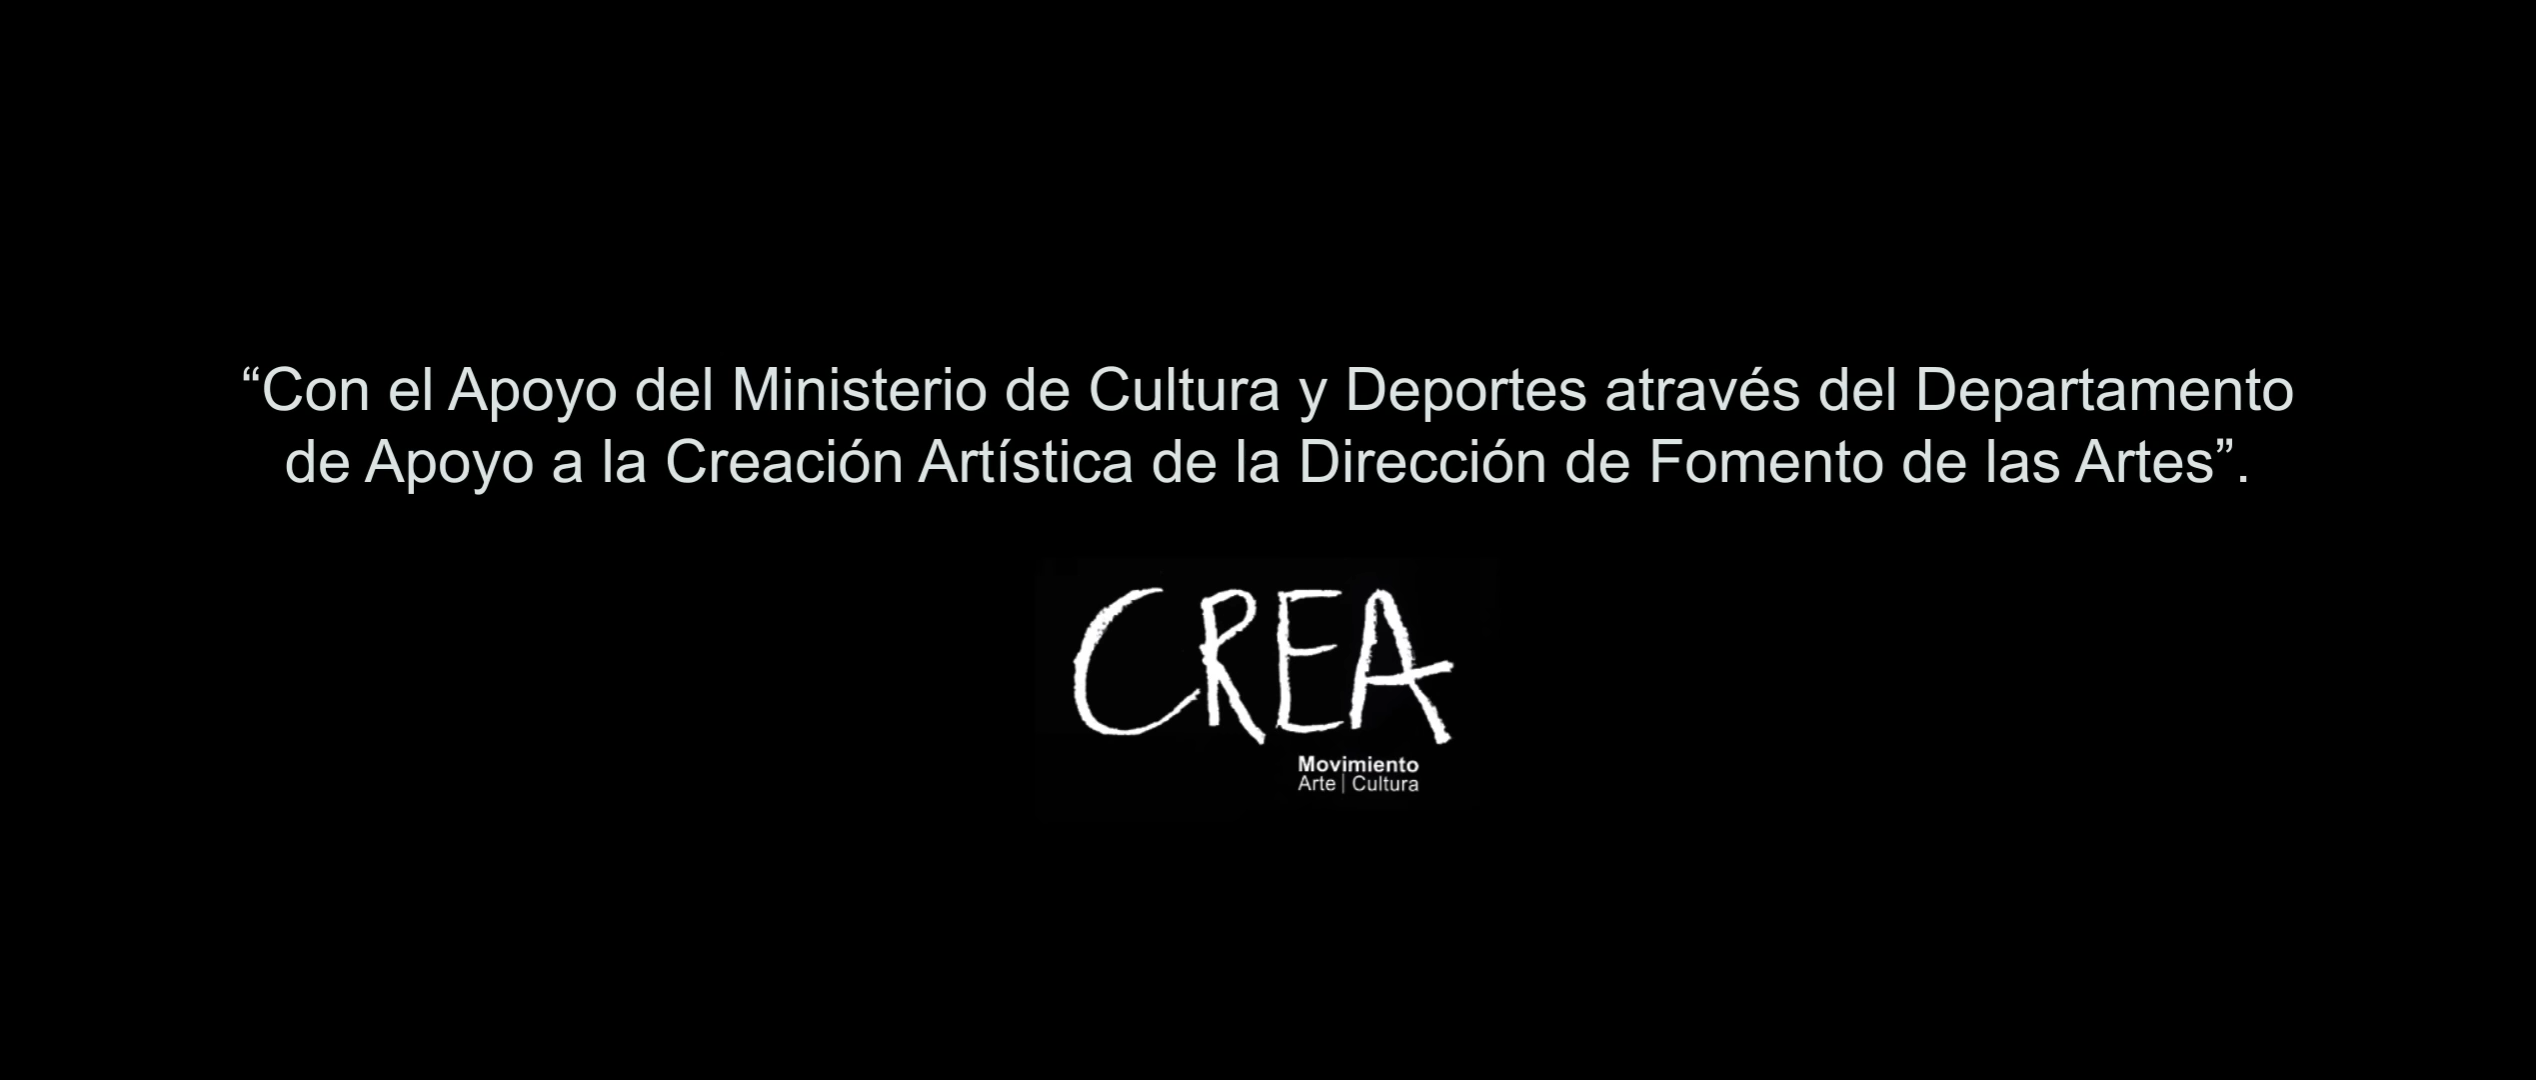 “Con el Apoyo del Ministerio de Cultura y Deportes através del Departamento
de Apoyo a la Creación Artística de la Dirección de Fomento de las Artes”.
CREA
Movimiento
Arte | Cultura